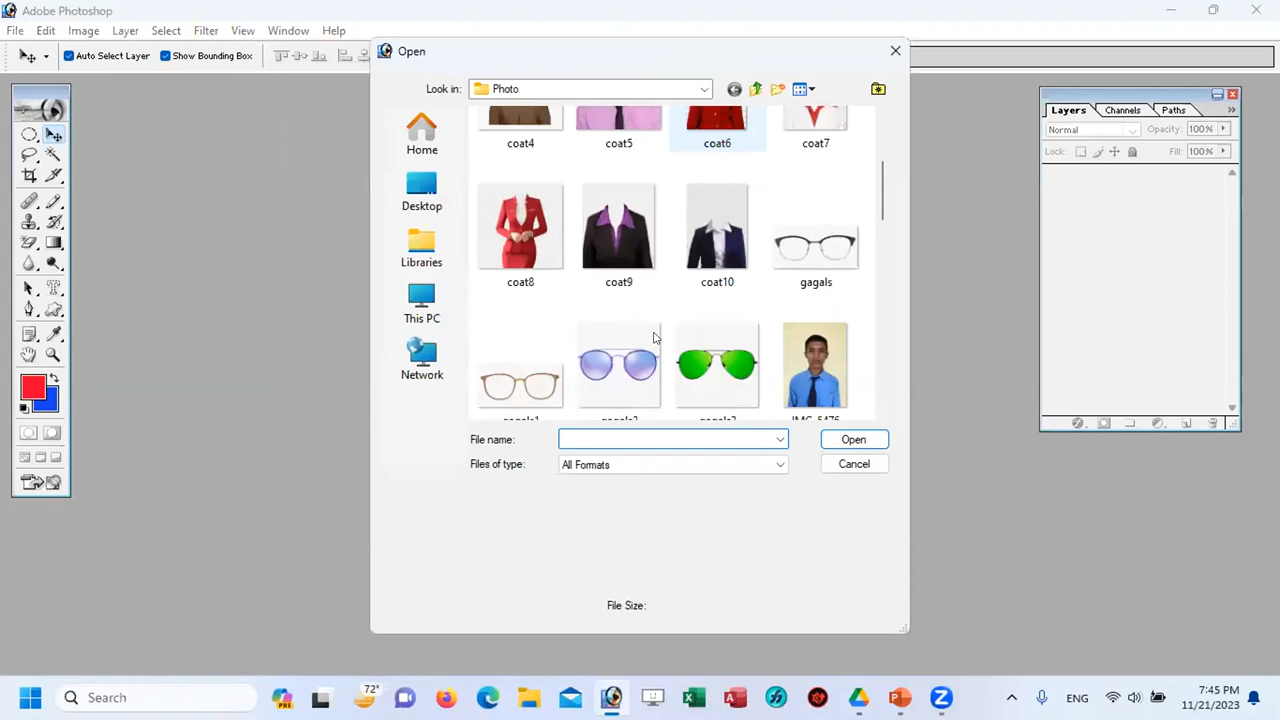 Adobe Photoshop
File Edit Image Layer Select Filter View Window Help
Auto Select Layer Show Bounding Box
Open
Look in: Photo
Home
Desktop
Libraries
This PC
Network
coat4 coat5 coat6 coat7
coat8 coat9 coat10 gagals
File name: Open
Files of type: All Formats Cancel
File Size:
Layers Channels Paths
Normal Opacity: 100%
Lock: Fill: 100%
Search
PRE
72°
ENG
7:45 PM
11/21/2023